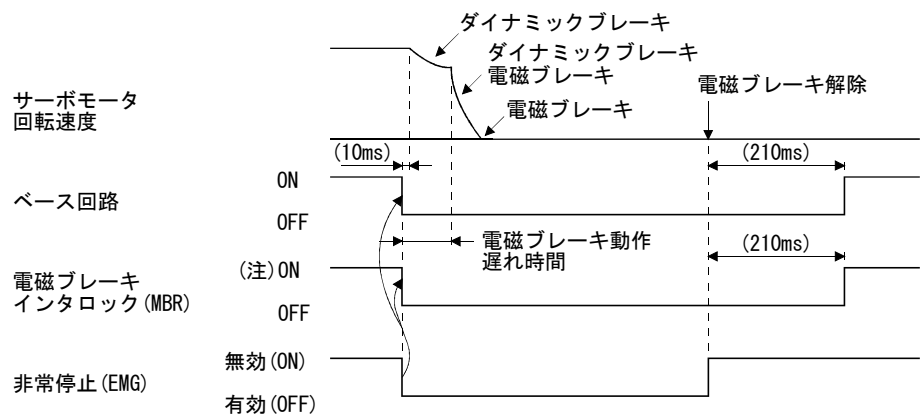 ダイナミックブレーキ
ダイナミックブレーキ
電磁ブレーキ
電磁ブレーキ
電磁ブレーキ解除
サーボモータ
回転速度
(10ms)
(210ms)
ベース回路
ON
OFF
電磁ブレーキ動作
遅れ時間
(210ms)
電磁ブレーキ
インタロック(MBR)
(注)ON
OFF
非常停止(EMG)
無効(ON)
有効(OFF)